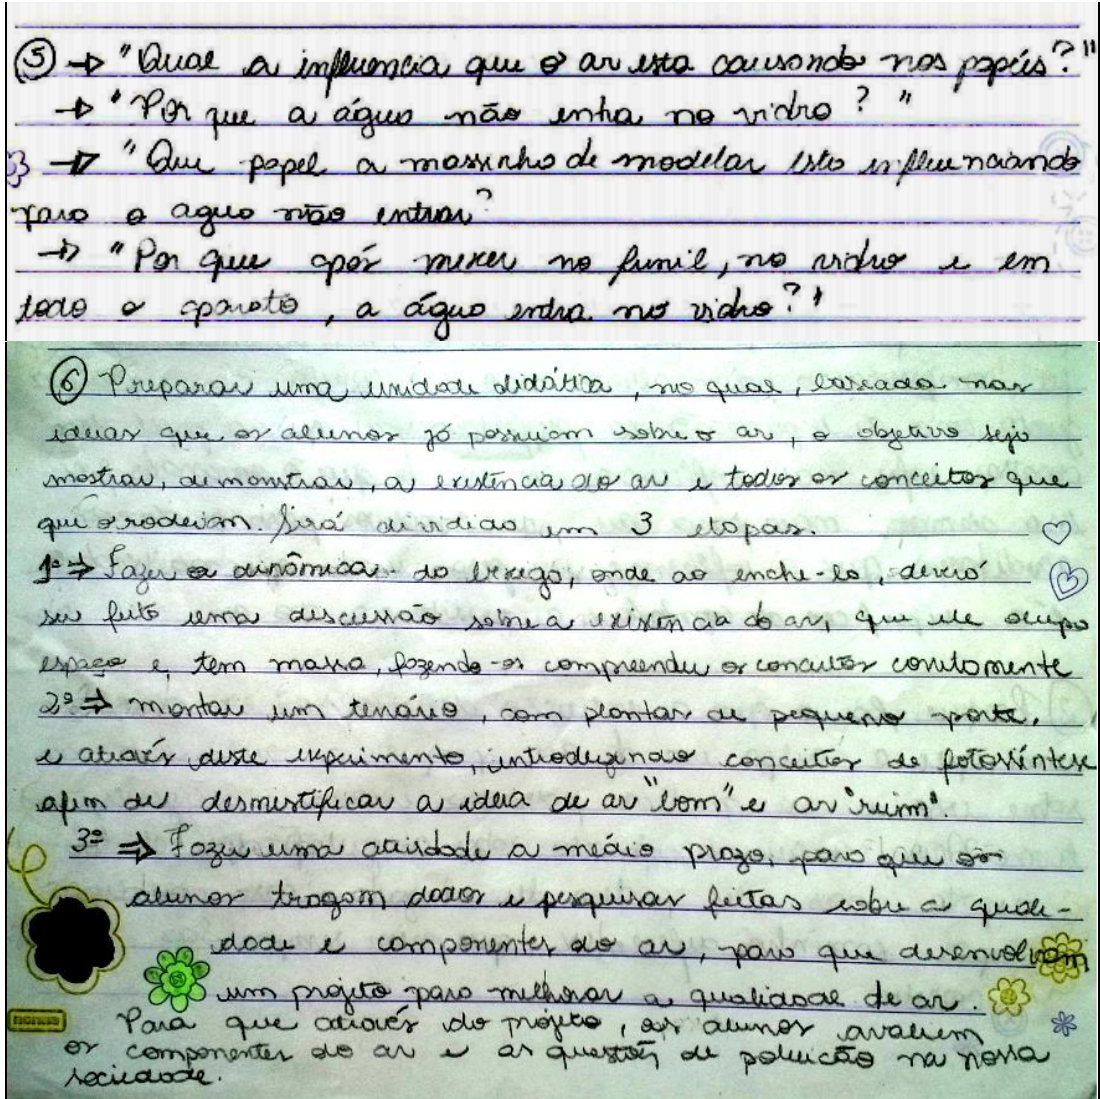 ⑤ → "Qual a influencia que o ar esta causando nos papéis?"
→ "Por que a água não entra no vidro? "
→ "Que papel a massinha de modelar esta influenciando
para a agua não entrar?
→ "Por que após mexer no funil, no vidro e em
todo o aparato, a água entra no vidro?"
⑥ Preparar uma unidade didática, no qual, baseada nas
ideias que os alunos já possuiam sobre o ar, o objetivo seja
mostrar, demonstrar, a existência do ar e todos os conceitos que
que o rodeiam. Será dividido em 3 etapas.
1ª ⇒ Fazer a dinâmica do bexiga, onde ao enche-lo, deverá
ser feito uma discussão sobre a existência do ar, que ele ocupa
espaço e, tem massa, fazendo-os compreender os conceitos corretamente
2ª ⇒ montar um terrário, com plantas de pequeno porte,
e através deste experimento, introduzindo conceitos de fotossíntese
afim de desmistificar a ideia de ar "bom" e ar "ruim".
3ª ⇒ Fazer uma atividade a médio prazo, para que os
alunos tragam dados e pesquisas feitas sobre a quali-
dade e componentes do ar, para que desenvolvam
um projeto para melhorar a qualidade de ar.
Para que através do projeto, os alunos avaliem
os componentes do ar e as questões de poluição na nossa
sociedade.